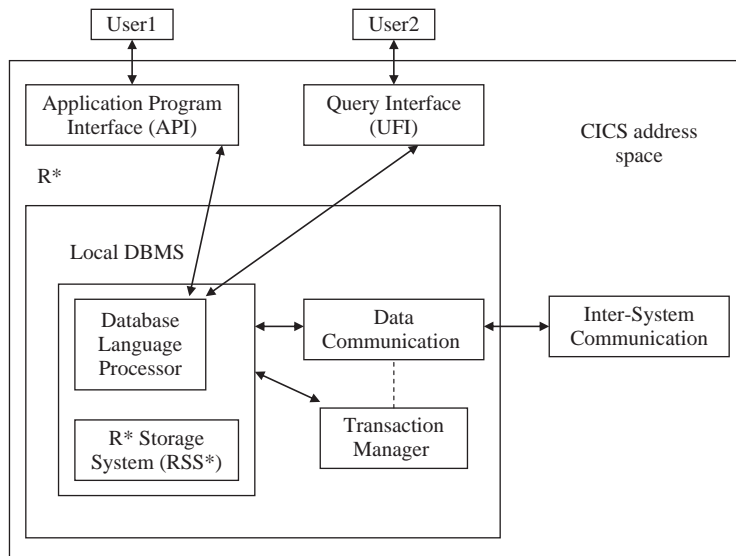 User1
User2
Application Program
Interface (API)
Query Interface
(UFI)
CICS address
space
R*
Local DBMS
Database
Language
Processor
Data
Communication
Inter-System
Communication
R* Storage
System (RSS*)
Transaction
Manager